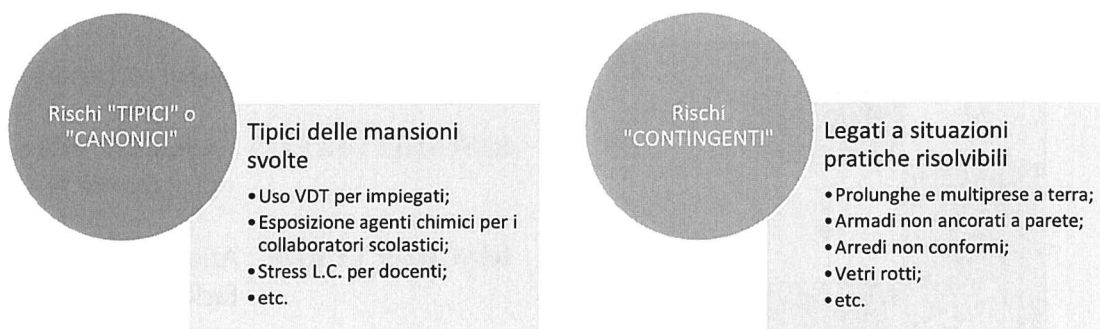 Rischi "TIPICI" o
"CANONICI"
Tipici delle mansioni
svolte
• Uso VDT per impiegati;
• Esposizione agenti chimici per i
collaboratori scolastici;
• Stress L.C. per docenti;
• etc.
Rischi
"CONTINGENTI"
Legati a situazioni
pratiche risolvibili
• Prolunghe e multiprese a terra;
• Armadi non ancorati a parete;
• Arredi non conformi;
• Vetri rotti;
• etc.